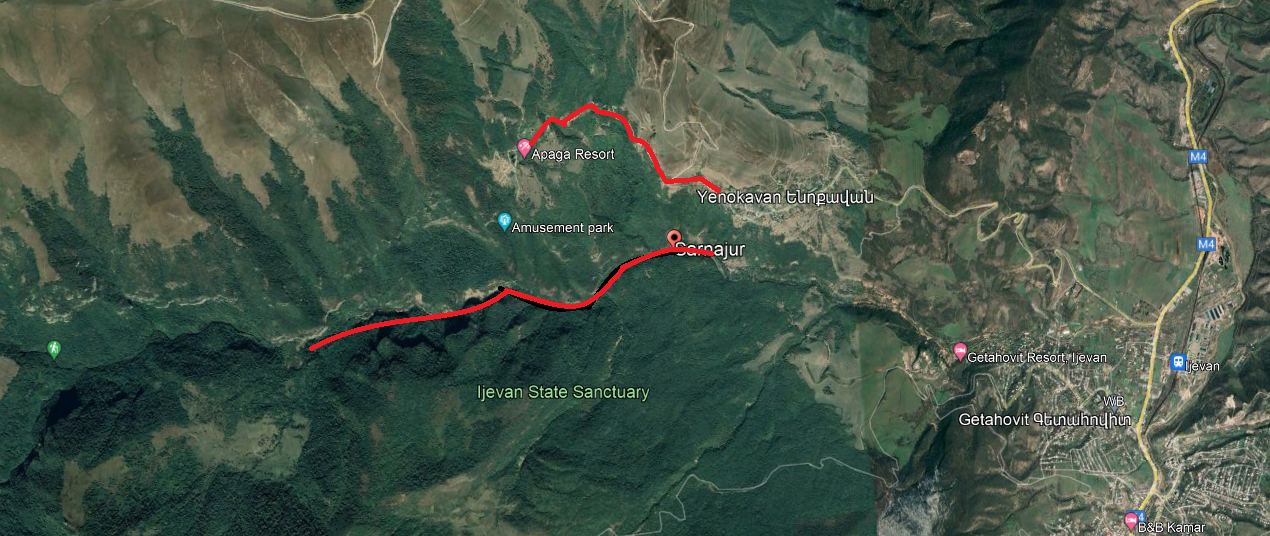 M4
Apaga Resort
Yenokavan Ենոքավան
Amusement park
Sarnajur
M4
Getahovit Resort, Ijevan
Ijevan
Ijevan State Sanctuary
WB
Getahovit Գետահովիտ
B&B Kamar